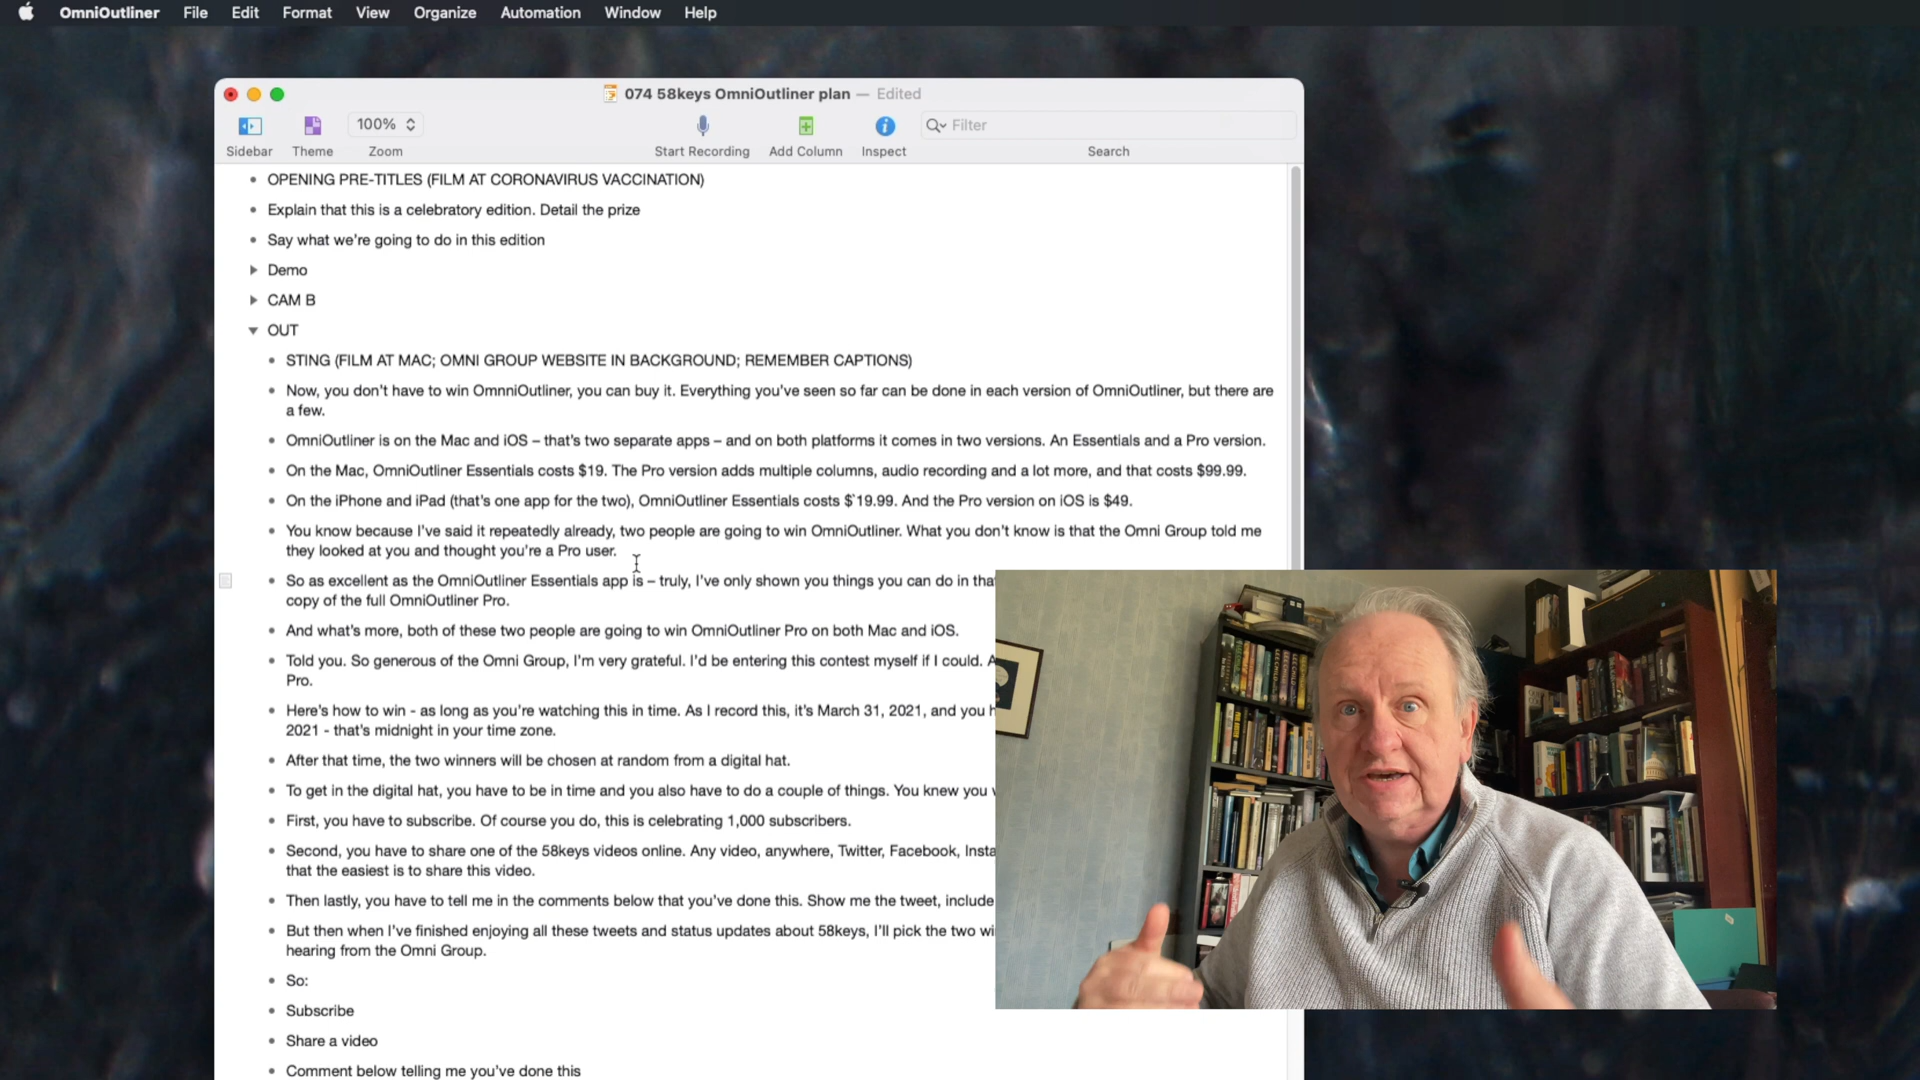 OmniOutliner File Edit Format View Organize Automation Window Help
074 58keys OmniOutliner plan — Edited
100%
Filter
Sidebar Theme Zoom Start Recording Add Column Inspect Search
OPENING PRE-TITLES (FILM AT CORONAVIRUS VACCINATION)
Explain that this is a celebratory edition. Detail the prize
Say what we're going to do in this edition
Demo
CAM B
OUT
STING (FILM AT MAC; OMNI GROUP WEBSITE IN BACKGROUND; REMEMBER CAPTIONS)
Now, you don't have to win OmnniOutliner, you can buy it. Everything you've seen so far can be done in each version of OmniOutliner, but there are
a few.
OmniOutliner is on the Mac and iOS – that's two separate apps – and on both platforms it comes in two versions. An Essentials and a Pro version.
On the Mac, OmniOutliner Essentials costs $19. The Pro version adds multiple columns, audio recording and a lot more, and that costs $99.99.
On the iPhone and iPad (that's one app for the two), OmniOutliner Essentials costs $`19.99. And the Pro version on iOS is $49.
You know because I've said it repeatedly already, two people are going to win OmniOutliner. What you don't know is that the Omni Group told me
they looked at you and thought you're a Pro user.
So as excellent as the OmniOutliner Essentials app is – truly, I've only shown you things you can do in tha
copy of the full OmniOutliner Pro.
And what's more, both of these two people are going to win OmniOutliner Pro on both Mac and iOS.
Told you. So generous of the Omni Group, I'm very grateful. I'd be entering this contest myself if I could. A
Pro.
Here's how to win - as long as you're watching this in time. As I record this, it's March 31, 2021, and you h
2021 - that's midnight in your time zone.
After that time, the two winners will be chosen at random from a digital hat.
To get in the digital hat, you have to be in time and you also have to do a couple of things. You knew you w
First, you have to subscribe. Of course you do, this is celebrating 1,000 subscribers.
Second, you have to share one of the 58keys videos online. Any video, anywhere, Twitter, Facebook, Insta
that the easiest is to share this video.
Then lastly, you have to tell me in the comments below that you've done this. Show me the tweet, include
But then when I've finished enjoying all these tweets and status updates about 58keys, I'll pick the two wi
hearing from the Omni Group.
So:
Subscribe
Share a video
Comment below telling me you've done this